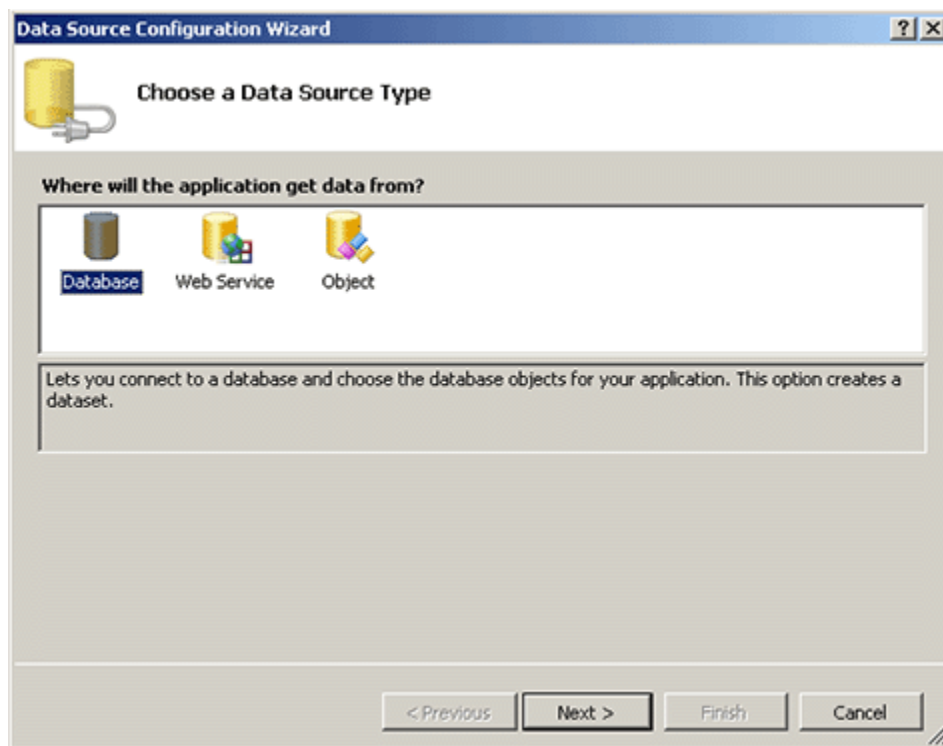 Data Source Configuration Wizard
Choose a Data Source Type
Where will the application get data from?
Database Web Service Object
Lets you connect to a database and choose the database objects for your application. This option creates a
dataset.
< Previous Next > Finish Cancel